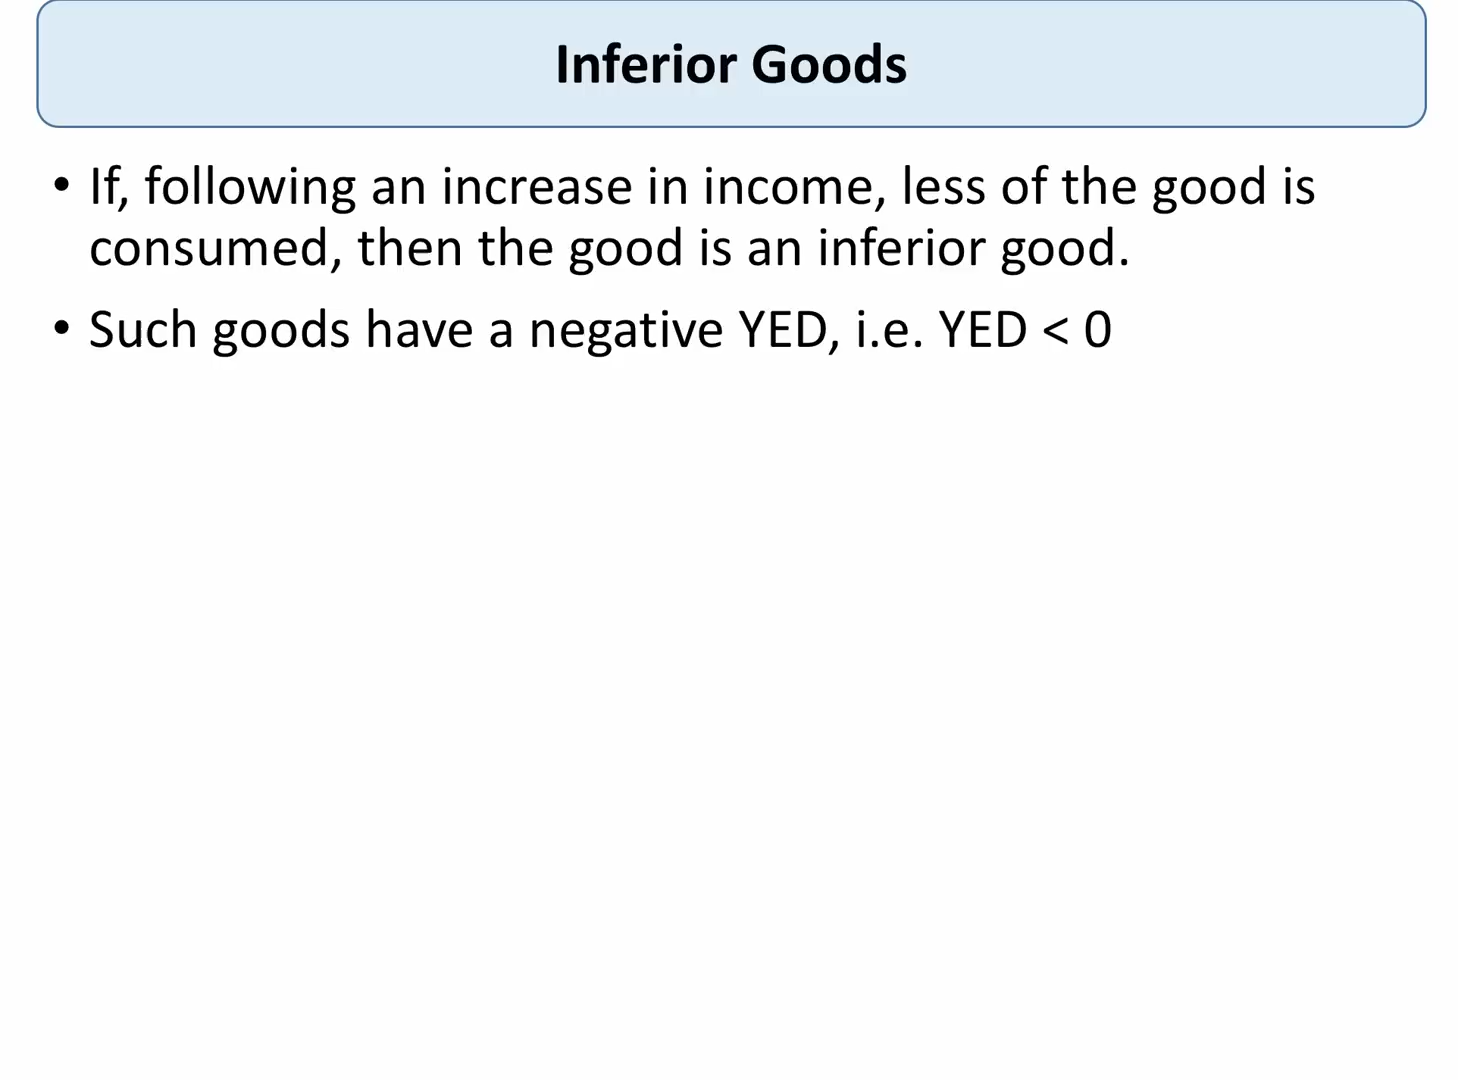 Inferior Goods
• If, following an increase in income, less of the good is
consumed, then the good is an inferior good.
• Such goods have a negative YED, i.e. YED < 0